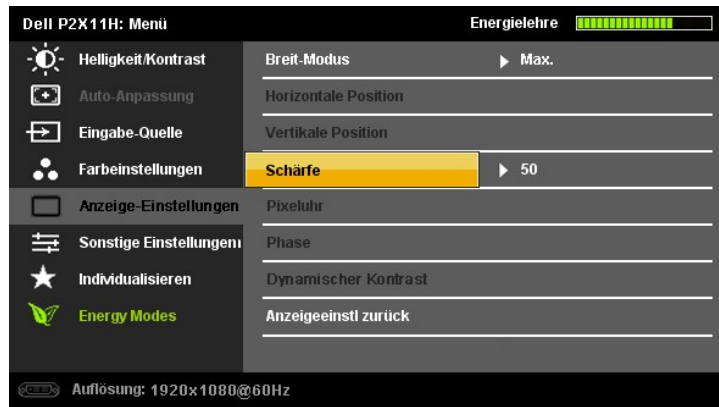 Dell P2X11H: Menü Energielehre
Helligkeit/Kontrast Breit-Modus Max.
Auto-Anpassung Horizontale Position
Eingabe-Quelle Vertikale Position
Farbeinstellungen Schärfe 50
Anzeige-Einstellungen Pixeluhr
Sonstige Einstellungen Phase
Individualisieren Dynamischer Kontrast
Energy Modes Anzeigeeinstl zurück
Auflösung: 1920x1080@60Hz